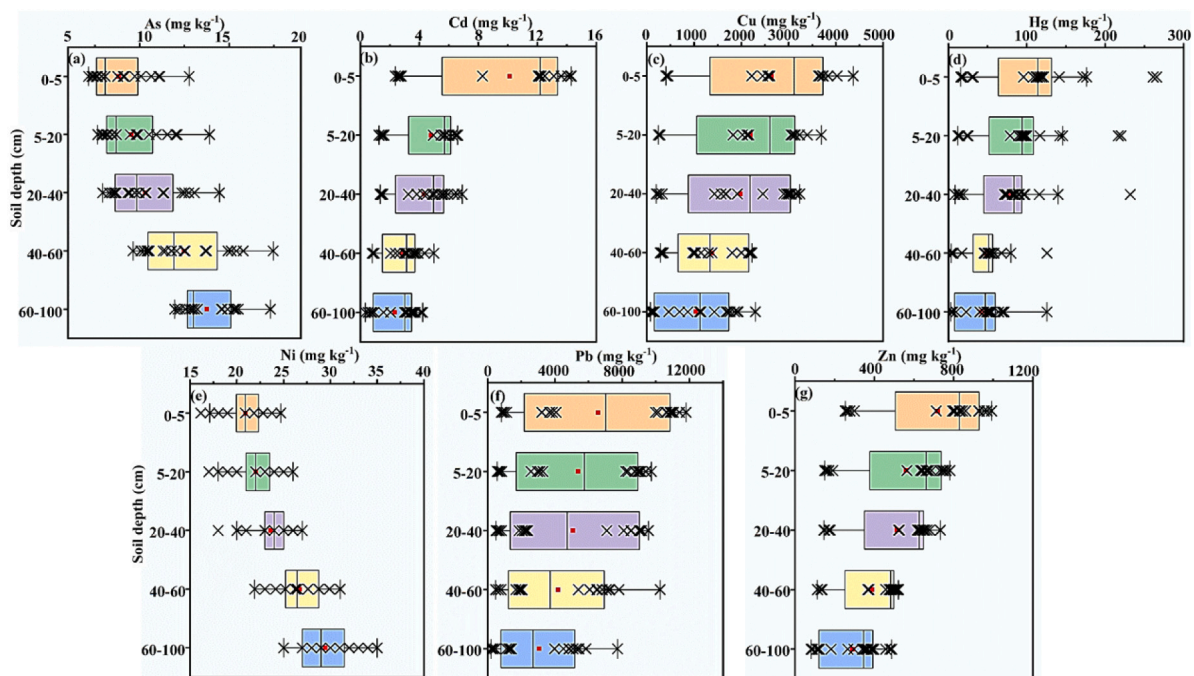 As (mg kg-1)
5 10 15 20
(a)
Soil depth (cm)
0-5
5-20
20-40
40-60
60-100
Cd (mg kg-1)
0 4 8 12 16
(b)
0-5
5-20
20-40
40-60
60-100
Cu (mg kg-1)
0 1000 2000 3000 4000 5000
(c)
0-5
5-20
20-40
40-60
60-100
Hg (mg kg-1)
0 100 200 300
(d)
0-5
5-20
20-40
40-60
60-100
Ni (mg kg-1)
15 20 25 30 35 40
(e)
Soil depth (cm)
0-5
5-20
20-40
40-60
60-100
Pb (mg kg-1)
0 4000 8000 12000
(f)
0-5
5-20
20-40
40-60
60-100
Zn (mg kg-1)
0 400 800 1200
(g)
0-5
5-20
20-40
40-60
60-100